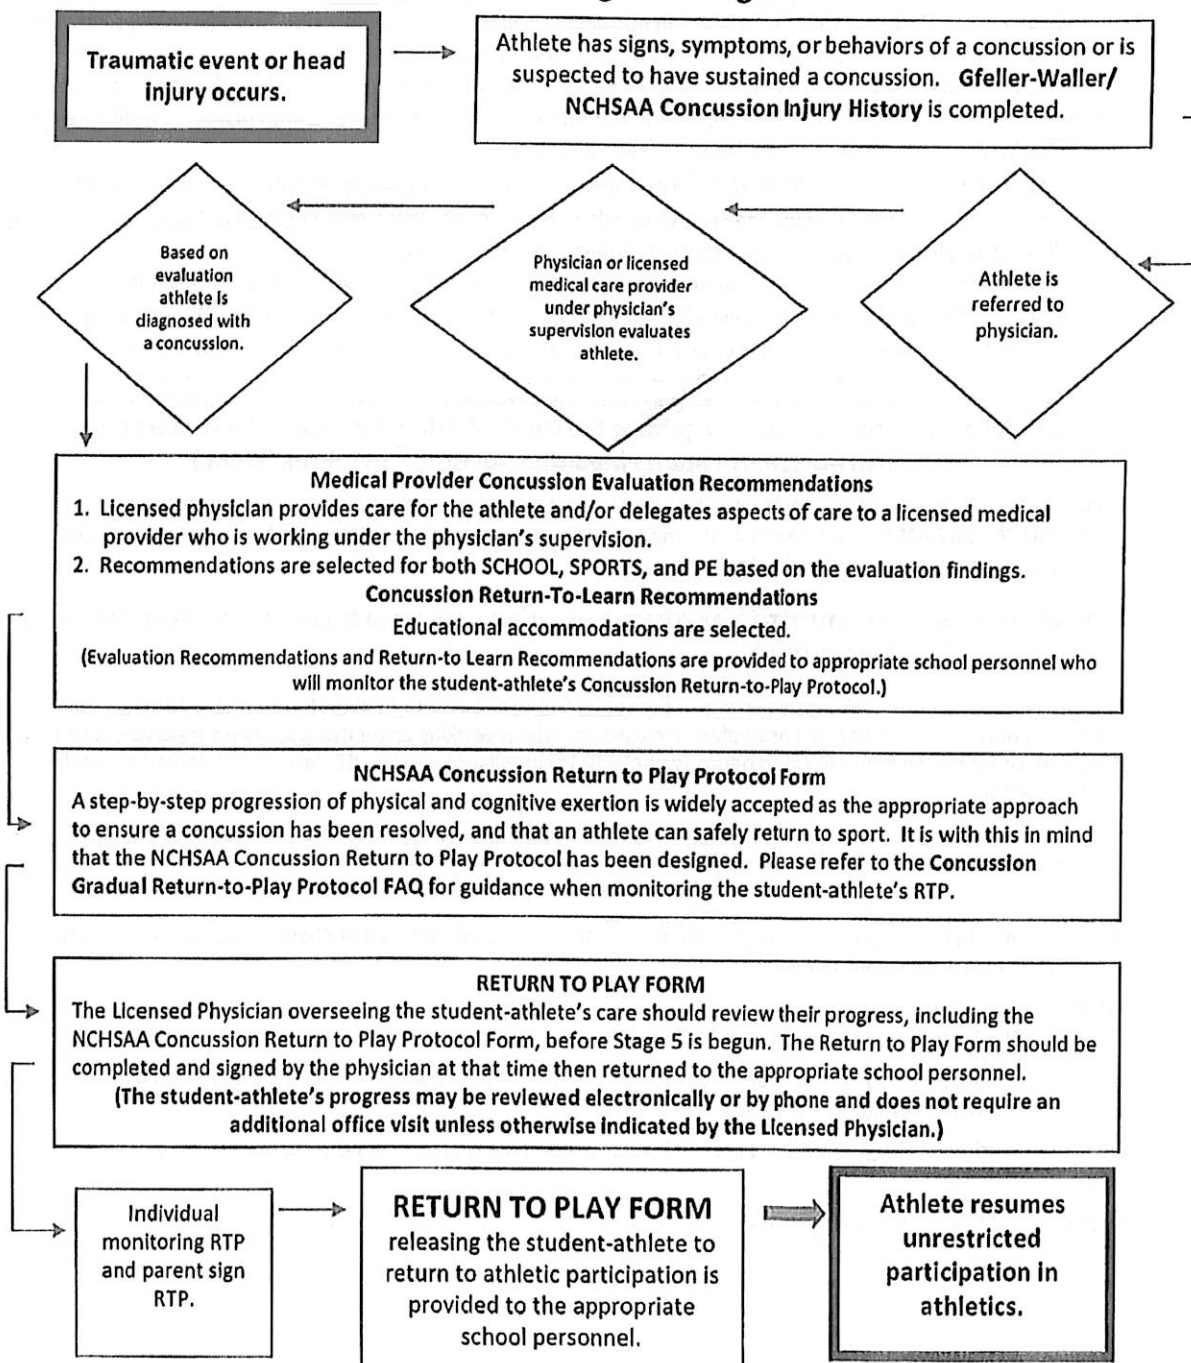 Traumatic event or head
injury occurs.
Athlete has signs, symptoms, or behaviors of a concussion or is
suspected to have sustained a concussion. Gfeller-Waller/
NCHSAA Concussion Injury History is completed.
Athlete is
referred to
physician.
Physician or licensed
medical care provider
under physician's
supervision evaluates
athlete.
Based on
evaluation
athlete is
diagnosed with
a concussion.
Medical Provider Concussion Evaluation Recommendations
1. Licensed physician provides care for the athlete and/or delegates aspects of care to a licensed medical
provider who is working under the physician's supervision.
2. Recommendations are selected for both SCHOOL, SPORTS, and PE based on the evaluation findings.
Concussion Return-To-Learn Recommendations
Educational accommodations are selected.
(Evaluation Recommendations and Return-to Learn Recommendations are provided to appropriate school personnel who
will monitor the student-athlete's Concussion Return-to-Play Protocol.)
NCHSAA Concussion Return to Play Protocol Form
A step-by-step progression of physical and cognitive exertion is widely accepted as the appropriate approach
to ensure a concussion has been resolved, and that an athlete can safely return to sport. It is with this in mind
that the NCHSAA Concussion Return to Play Protocol has been designed. Please refer to the Concussion
Gradual Return-to-Play Protocol FAQ for guidance when monitoring the student-athlete's RTP.
RETURN TO PLAY FORM
The Licensed Physician overseeing the student-athlete's care should review their progress, including the
NCHSAA Concussion Return to Play Protocol Form, before Stage 5 is begun. The Return to Play Form should be
completed and signed by the physician at that time then returned to the appropriate school personnel.
(The student-athlete's progress may be reviewed electronically or by phone and does not require an
additional office visit unless otherwise indicated by the Licensed Physician.)
Individual
monitoring RTP
and parent sign
RTP.
RETURN TO PLAY FORM
releasing the student-athlete to
return to athletic participation is
provided to the appropriate
school personnel.
Athlete resumes
unrestricted
participation in
athletics.